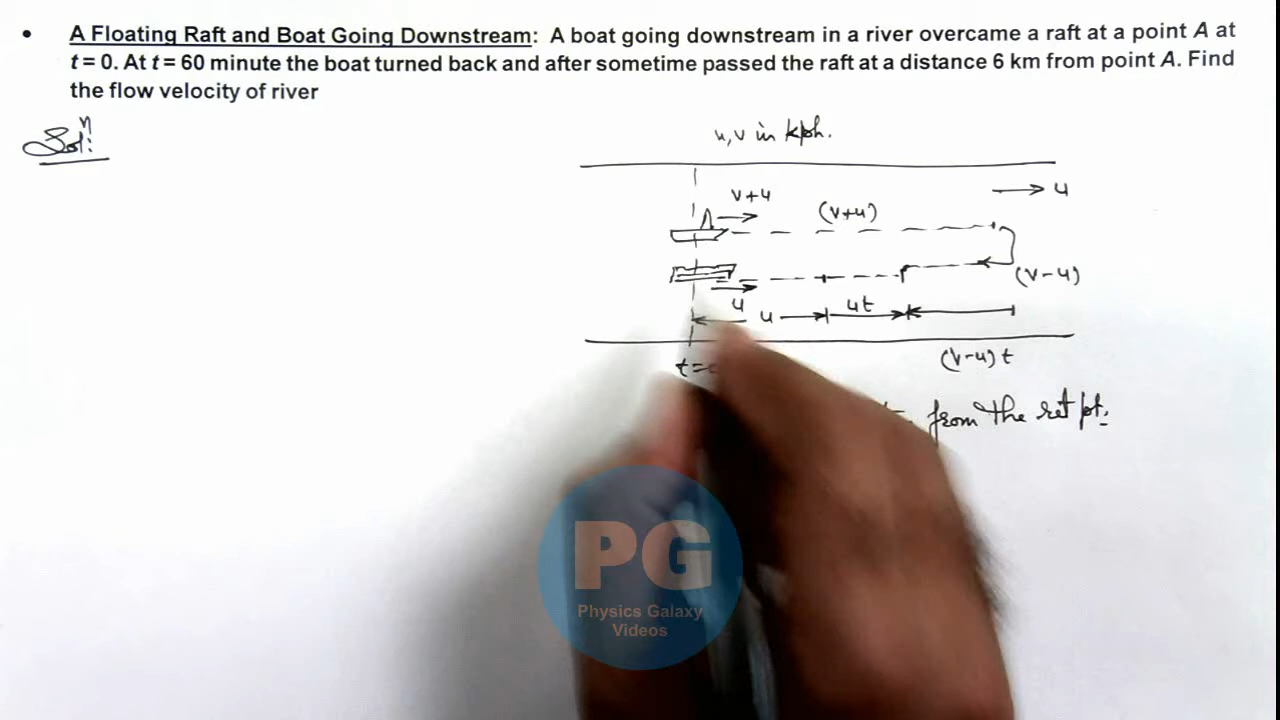 • A Floating Raft and Boat Going Downstream: A boat going downstream in a river overcame a raft at a point A at
t = 0. At t = 60 minute the boat turned back and after sometime passed the raft at a distance 6 km from point A. Find
the flow velocity of river
Solⁿ:
u, v in kph.
→ u
v+u
(v+u)
(v-u)
u
u
ut
(v-u) t
t=
from the ret pt.
PG
Physics Galaxy
Videos